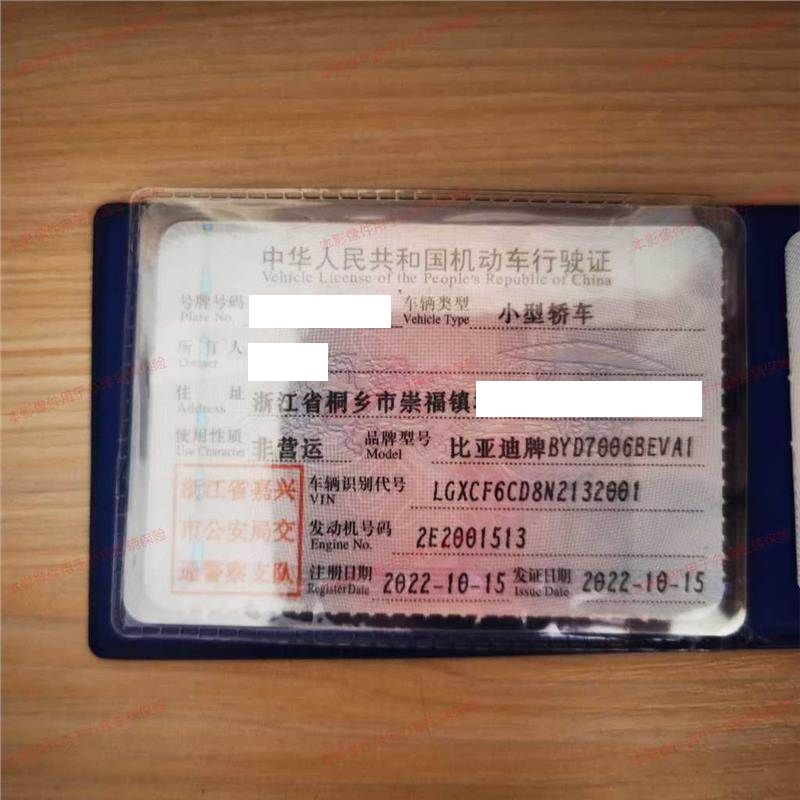 中华人民共和国机动车行驶证
Vehicle License of the People's Republic of China
号牌号码 车辆类型 小型轿车
Plate No. Vehicle Type
所有人
Owner
住址 浙江省桐乡市崇福镇
Address
使用性质 非营运 品牌型号 比亚迪牌BYD7006BEVA1
Use Character Model
浙江省嘉兴 车辆识别代号 LGXCF6CD8N2132001
VIN
市公安局交 发动机号码 2E2001513
Engine No.
通警察支队 注册日期 2022-10-15 发证日期 2022-10-15
Register Date Issue Date